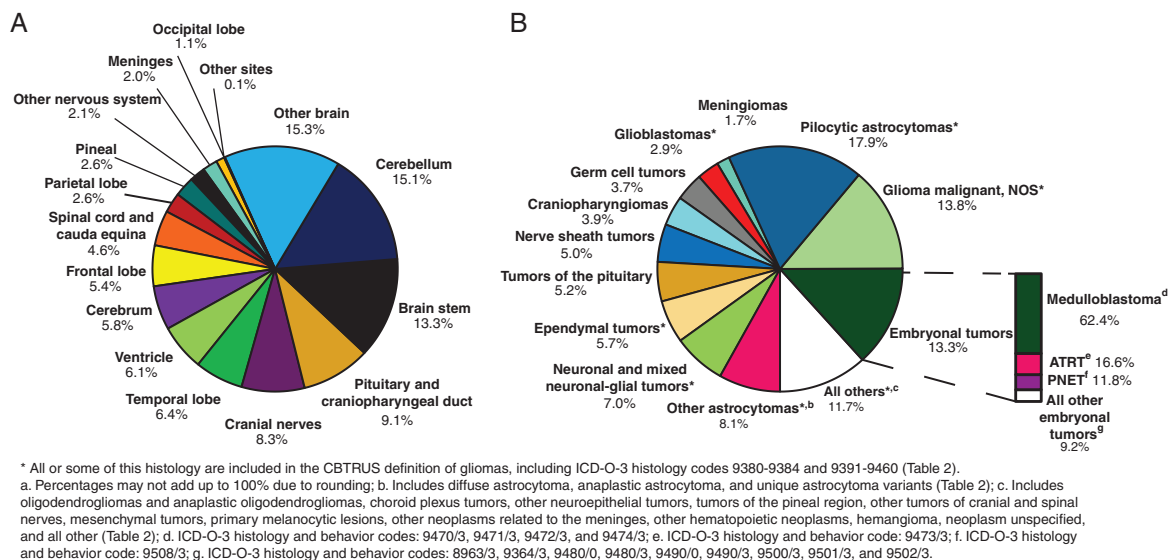 A
Occipital lobe
1.1%
Meninges
2.0%
Other sites
0.1%
Other nervous system
2.1%
Other brain
15.3%
Pineal
2.6%
Cerebellum
15.1%
Parietal lobe
2.6%
Spinal cord and
cauda equina
4.6%
Frontal lobe
5.4%
Brain stem
13.3%
Cerebrum
5.8%
Ventricle
6.1%
Pituitary and
craniopharyngeal duct
9.1%
Temporal lobe
6.4%
Cranial nerves
8.3%
B
Meningiomas
1.7%
Pilocytic astrocytomas*
17.9%
Glioblastomas*
2.9%
Germ cell tumors
3.7%
Glioma malignant, NOS*
13.8%
Craniopharyngiomas
3.9%
Nerve sheath tumors
5.0%
Tumors of the pituitary
5.2%
Ependymal tumors*
5.7%
Embryonal tumors
13.3%
Neuronal and mixed
neuronal-glial tumors*
7.0%
Other astrocytomas*,b
8.1%
All others*,c
11.7%
Medulloblastomad
62.4%
ATRTe 16.6%
PNETf 11.8%
All other
embryonal
tumorsg
9.2%
* All or some of this histology are included in the CBTRUS definition of gliomas, including ICD-O-3 histology codes 9380-9384 and 9391-9460 (Table 2).
a. Percentages may not add up to 100% due to rounding; b. Includes diffuse astrocytoma, anaplastic astrocytoma, and unique astrocytoma variants (Table 2); c. Includes
oligodendrogliomas and anaplastic oligodendrogliomas, choroid plexus tumors, other neuroepithelial tumors, tumors of the pineal region, other tumors of cranial and spinal
nerves, mesenchymal tumors, primary melanocytic lesions, other neoplasms related to the meninges, other hematopoietic neoplasms, hemangioma, neoplasm unspecified,
and all other (Table 2); d. ICD-O-3 histology and behavior codes: 9470/3, 9471/3, 9472/3, and 9474/3; e. ICD-O-3 histology and behavior code: 9473/3; f. ICD-O-3 histology
and behavior code: 9508/3; g. ICD-O-3 histology and behavior codes: 8963/3, 9364/3, 9480/0, 9480/3, 9490/0, 9490/3, 9500/3, 9501/3, and 9502/3.